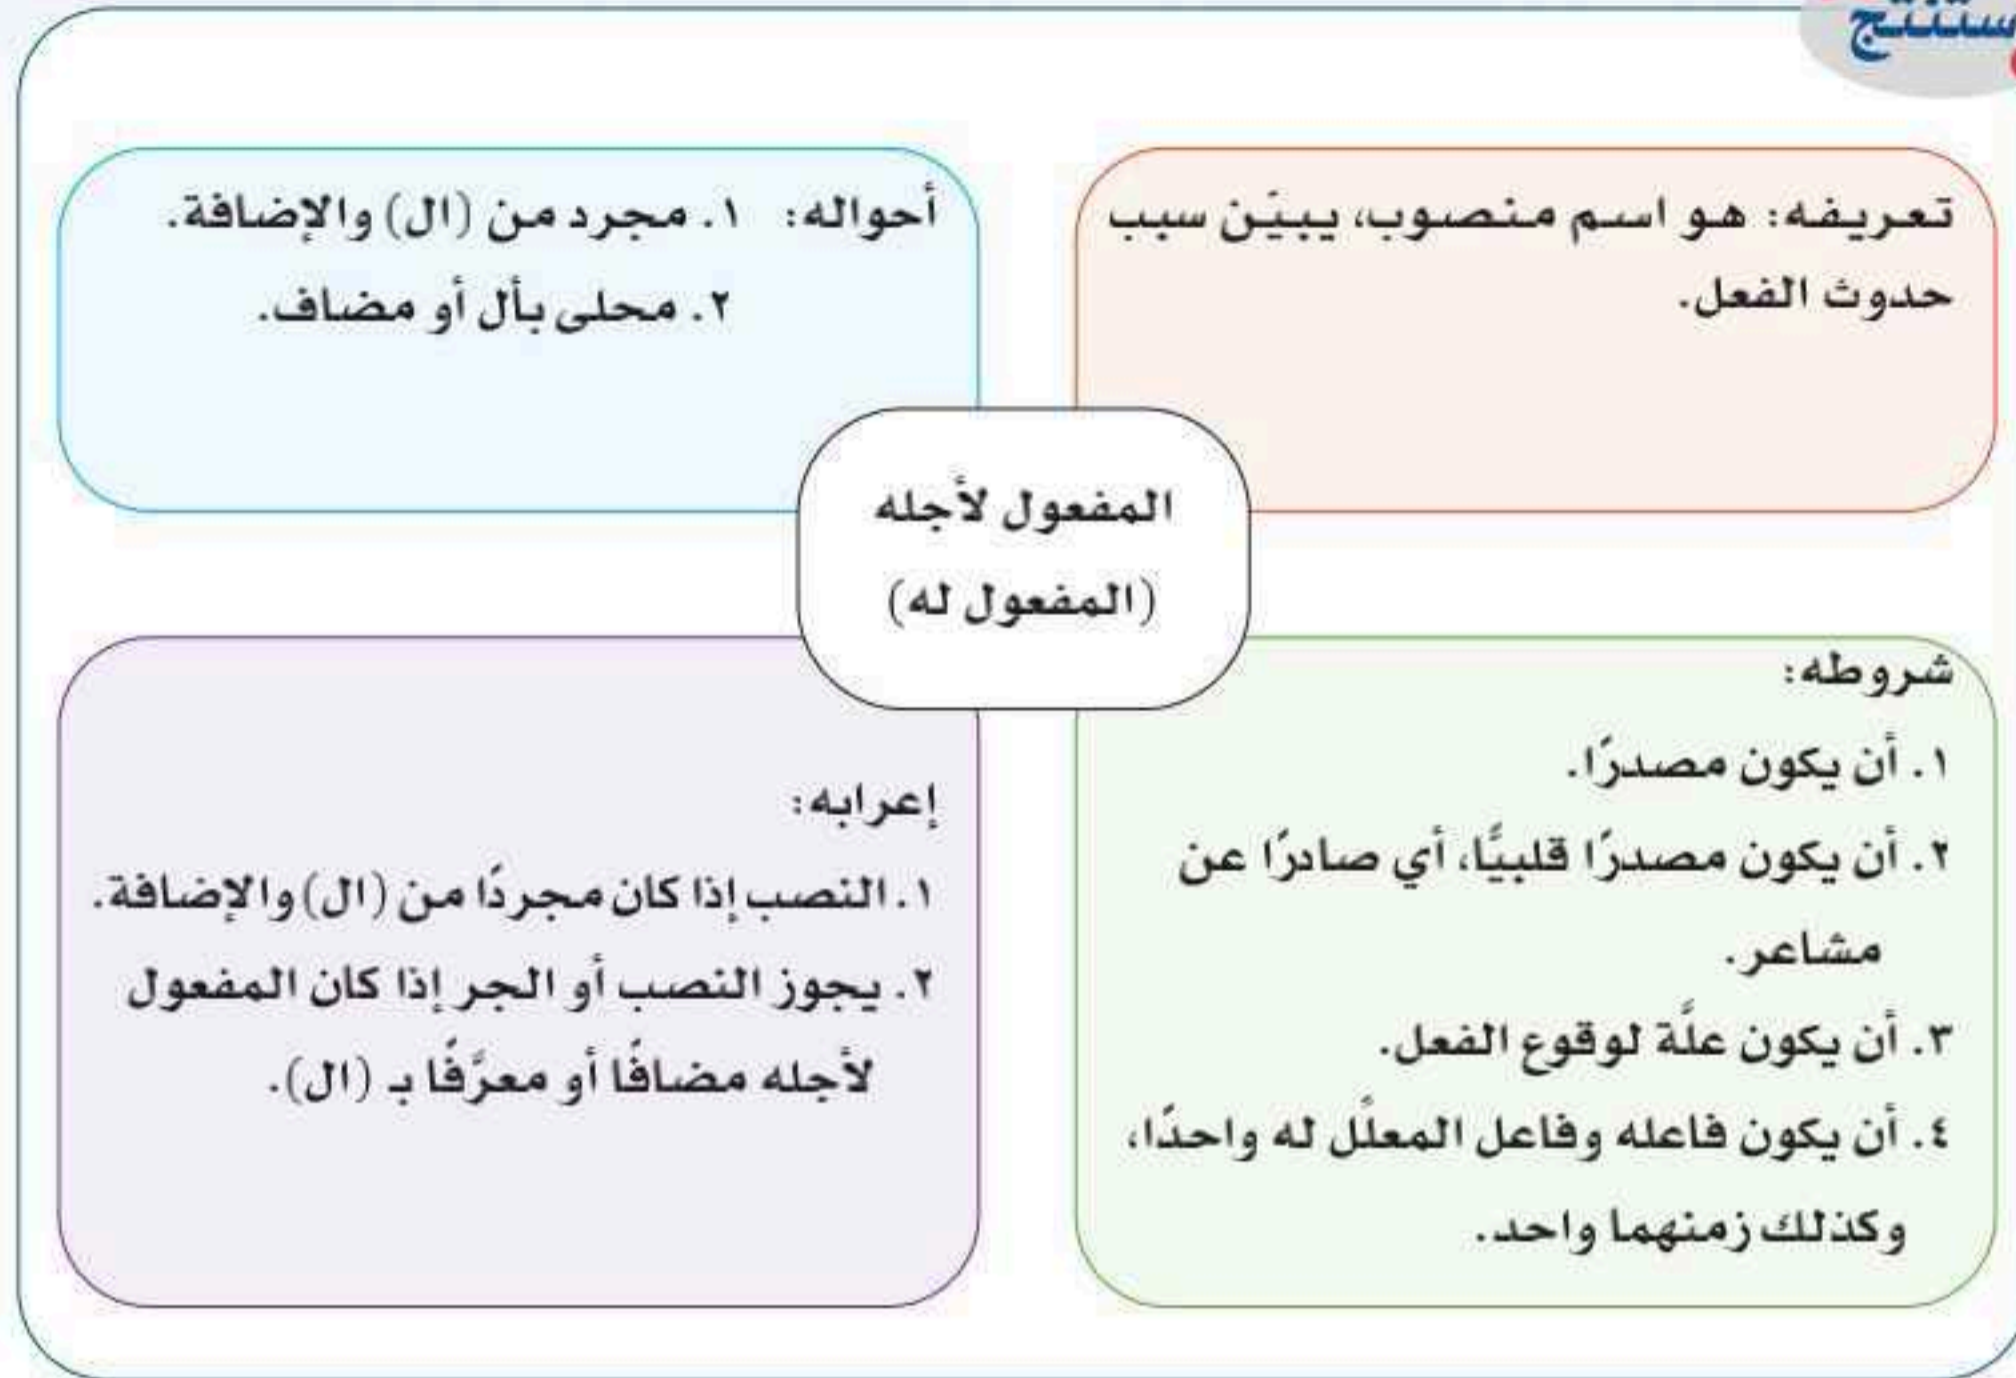 سنتنتج
تعريفه: هو اسم منصوب، يبيّن سبب
حدوث الفعل.
أحواله: ١. مجرد من (ال) والإضافة.
٢. محلى بأل أو مضاف.
المفعول لأجله
(المفعول له)
شروطه:
١. أن يكون مصدرًا.
٢. أن يكون مصدرًا قلبيًّا، أي صادرًا عن
مشاعر.
٣. أن يكون علَّة لوقوع الفعل.
٤. أن يكون فاعله وفاعل المعلَّل له واحدًا،
وكذلك زمنهما واحد.
إعرابه:
١. النصب إذا كان مجردًا من (ال) والإضافة.
٢. يجوز النصب أو الجر إذا كان المفعول
لأجله مضافًا أو معرَّفًا بـ (ال).